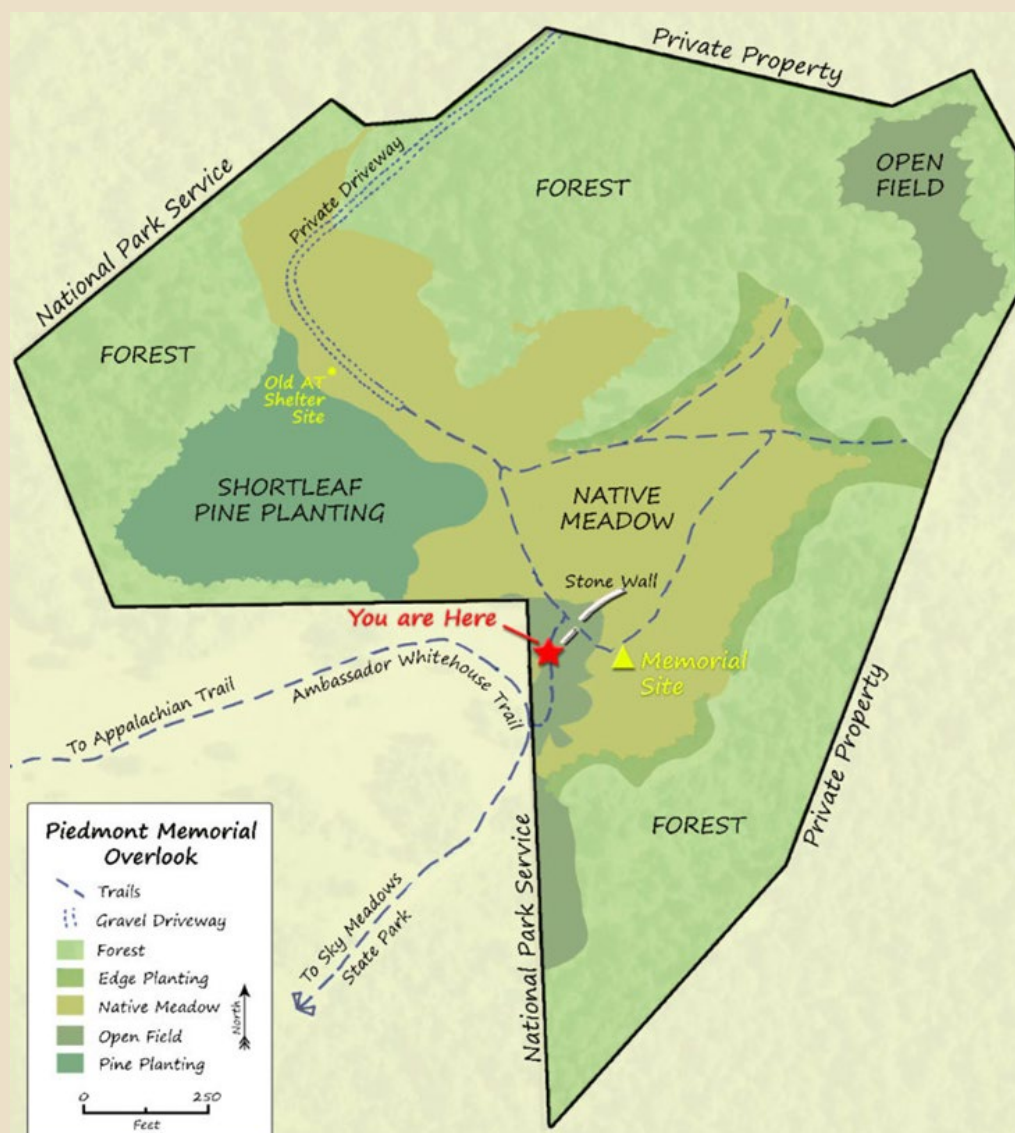 Private Property
National Park Service
Private Driveway
FOREST
OPEN
FIELD
FOREST
Old AT
Shelter
Site
SHORTLEAF
PINE PLANTING
NATIVE
MEADOW
Stone Wall
You are Here
Memorial
Site
Ambassador Whitehouse Trail
To Appalachian Trail
Private Property
FOREST
National Park Service
To Sky Meadows
State Park
Piedmont Memorial
Overlook
Trails
Gravel Driveway
Forest
Edge Planting
Native Meadow
Open Field
Pine Planting
North
0 250
Feet